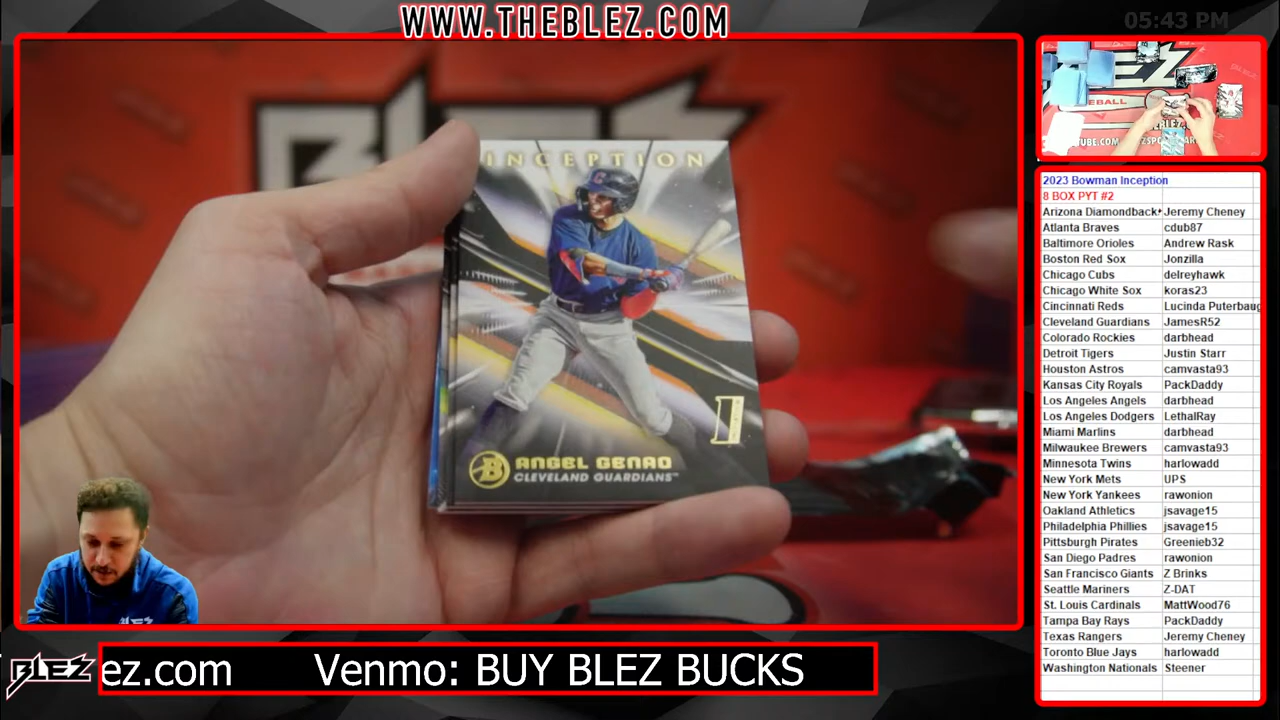 WWW.THEBLEZ.COM
05:43 PM
BLEZ
INCEPTION
ANGEL GENAO
CLEVELAND GUARDIANS™
2023 Bowman Inception
8 BOX PYT #2
Arizona Diamondback Jeremy Cheney
Atlanta Braves cdub87
Baltimore Orioles Andrew Rask
Boston Red Sox Jonzilla
Chicago Cubs delreyhawk
Chicago White Sox koras23
Cincinnati Reds Lucinda Puterbaug
Cleveland Guardians JamesR52
Colorado Rockies darbhead
Detroit Tigers Justin Starr
Houston Astros camvasta93
Kansas City Royals PackDaddy
Los Angeles Angels darbhead
Los Angeles Dodgers LethalRay
Miami Marlins darbhead
Milwaukee Brewers camvasta93
Minnesota Twins harlowadd
New York Mets UPS
New York Yankees rawonion
Oakland Athletics jsavage15
Philadelphia Phillies jsavage15
Pittsburgh Pirates Greenieb32
San Diego Padres rawonion
San Francisco Giants Z Brinks
Seattle Mariners Z-DAT
St. Louis Cardinals MattWood76
Tampa Bay Rays PackDaddy
Texas Rangers Jeremy Cheney
Toronto Blue Jays harlowadd
Washington Nationals Steener
BLEZ
ez.com Venmo: BUY BLEZ BUCKS